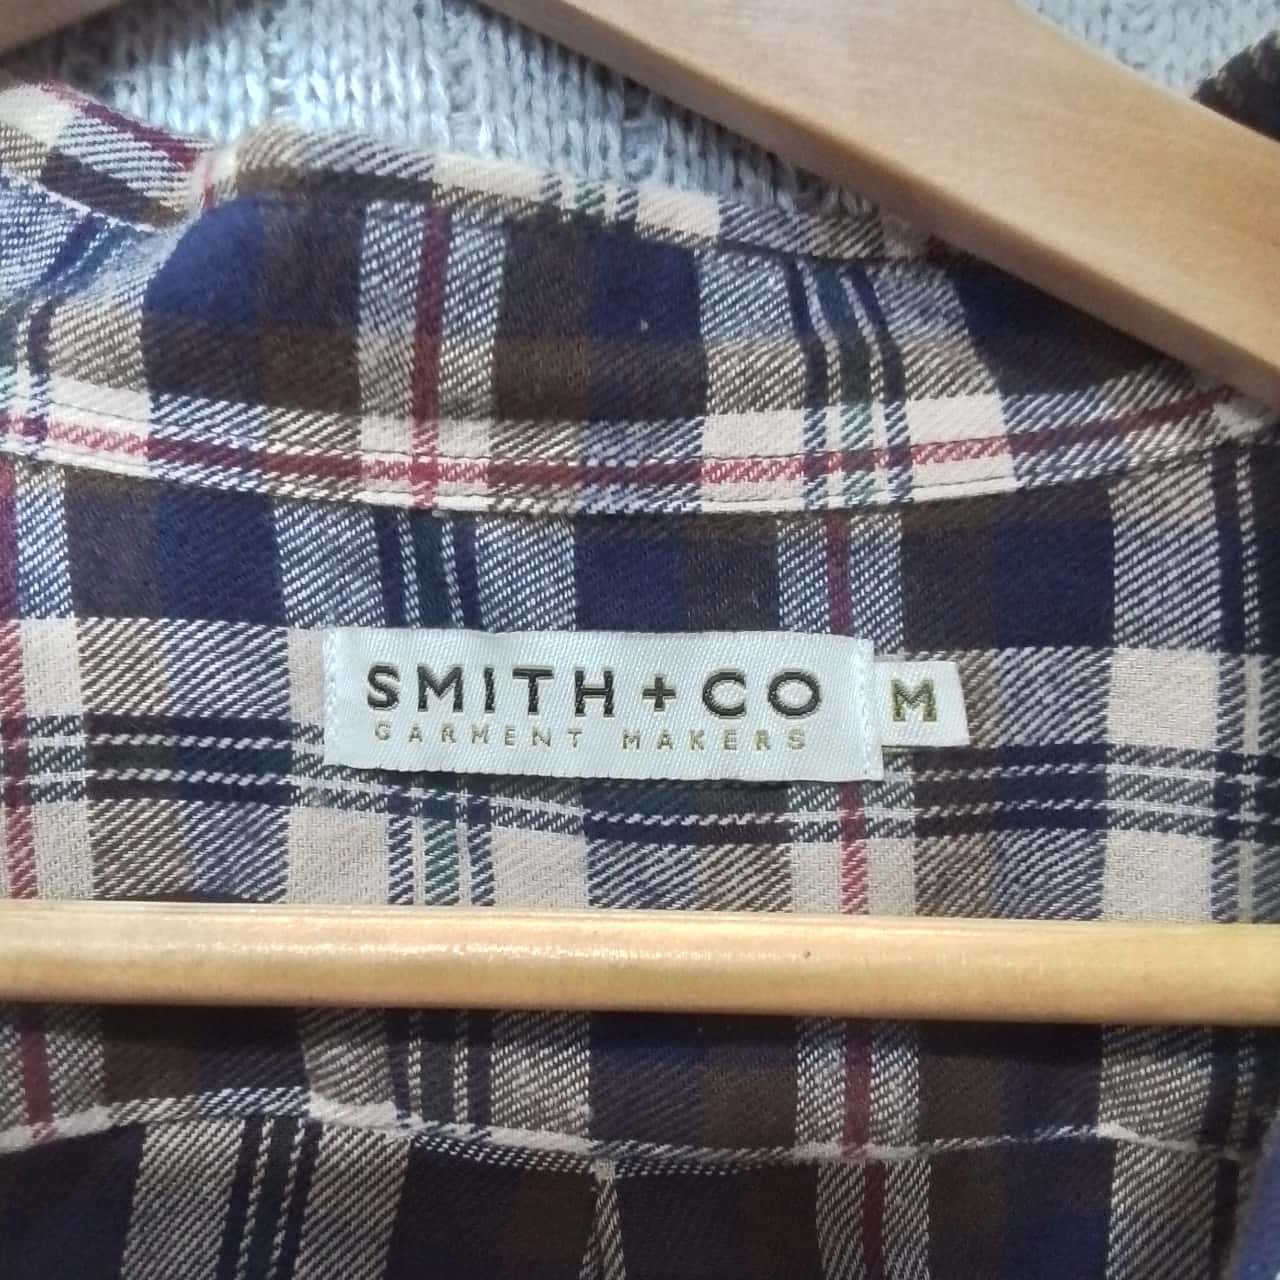 SMITH + CO M
GARMENT MAKERS